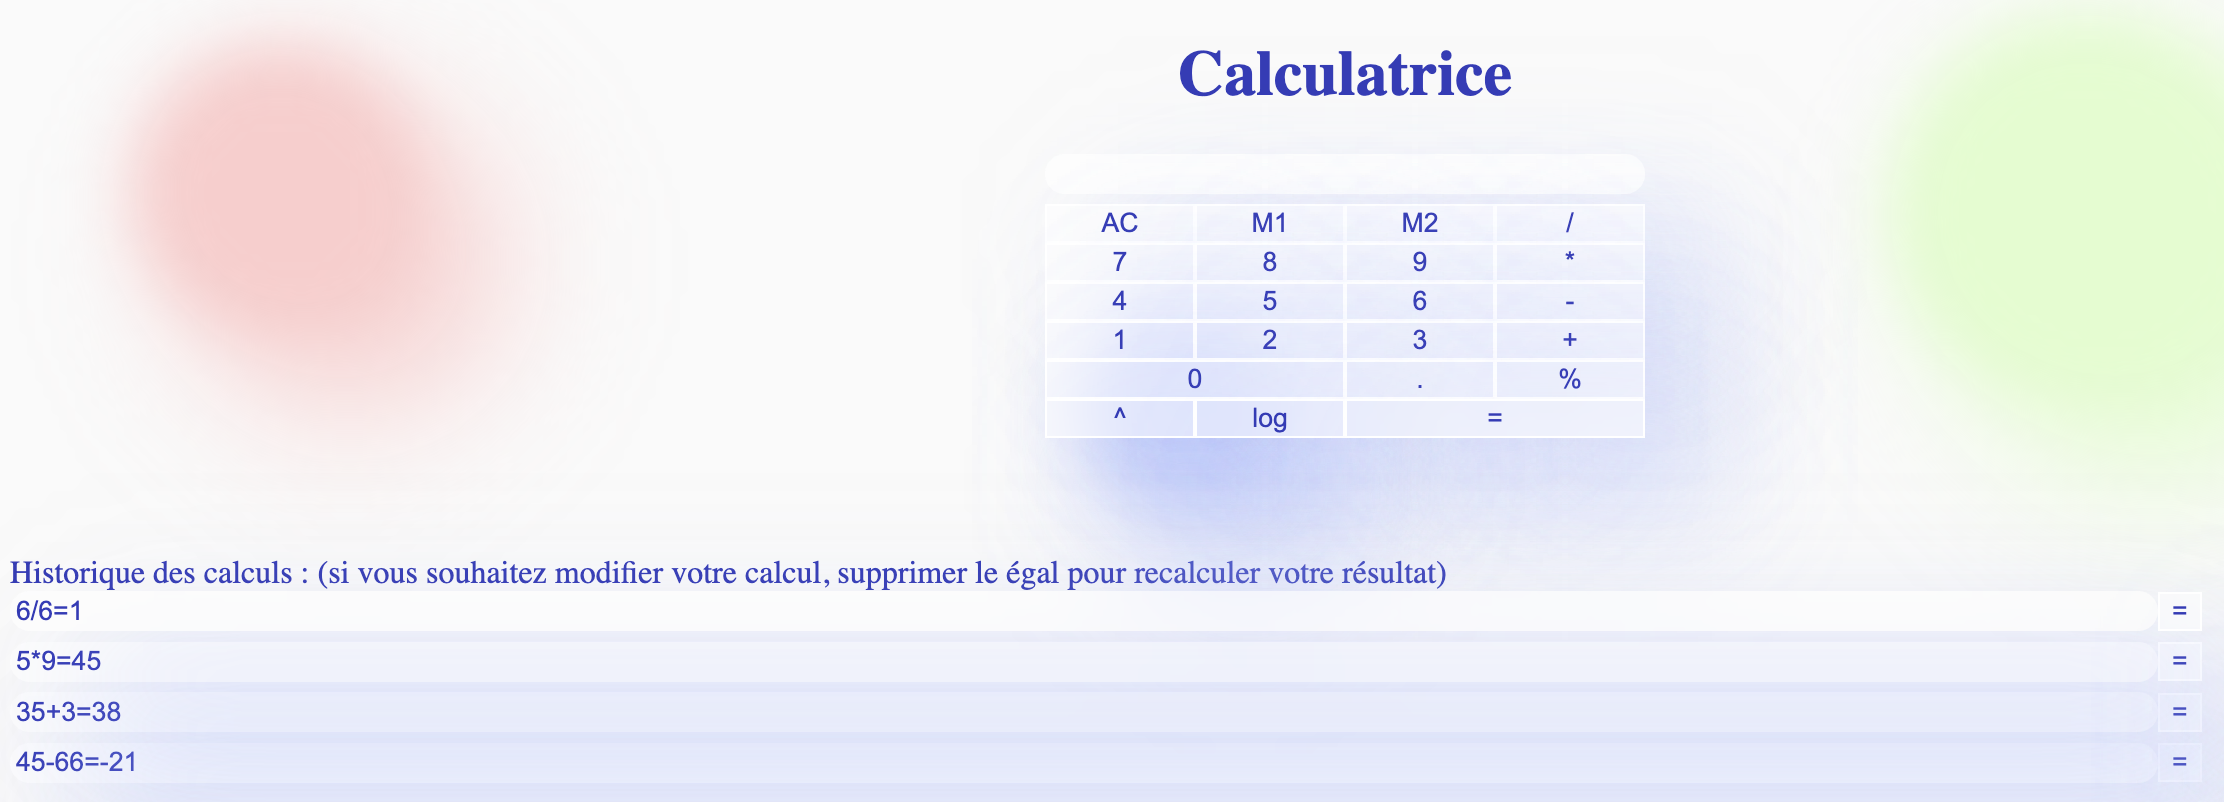 Calculatrice
AC M1 M2 /
7 8 9 *
4 5 6 -
1 2 3 +
0 . %
^ log =
Historique des calculs : (si vous souhaitez modifier votre calcul, supprimer le égal pour recalculer votre résultat)
6/6=1 =
5*9=45 =
35+3=38 =
45-66=-21 =